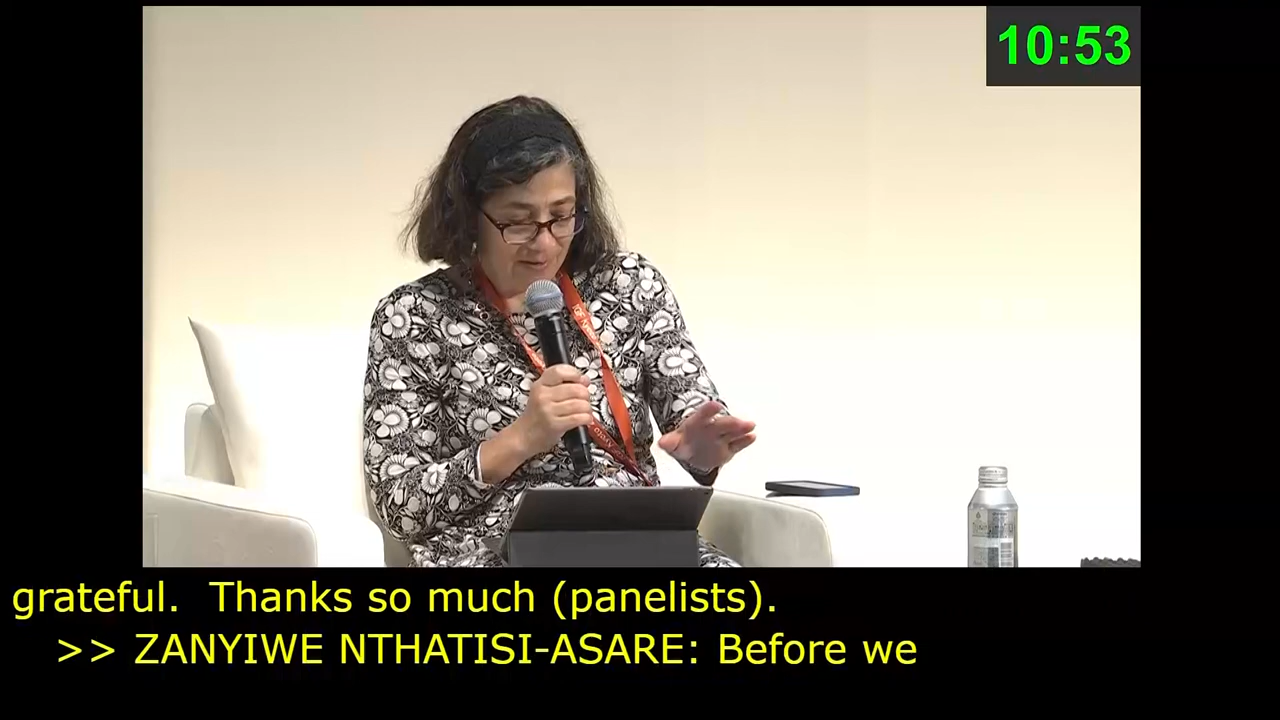 10:53
grateful.  Thanks so much (panelists).
>> ZANYIWE NTHATISI-ASARE: Before we